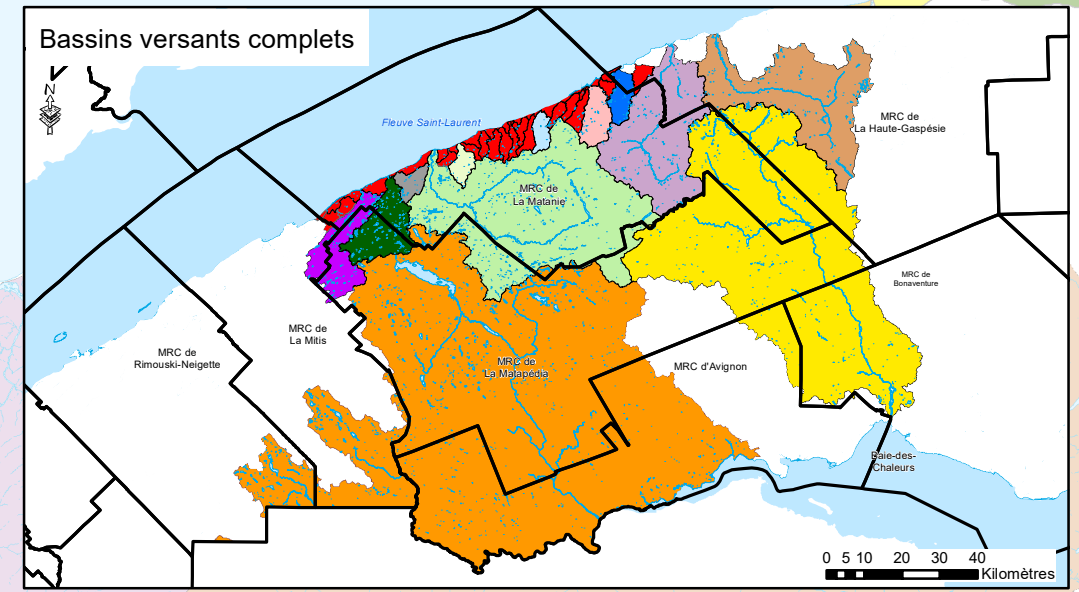 Bassins versants complets
N
Fleuve Saint-Laurent
MRC de
La Haute-Gaspésie
MRC de
La Matanie
MRC de
Bonaventure
MRC de
La Mitis
MRC de
Rimouski-Neigette
MRC de
La Matapédia
MRC d'Avignon
Baie-des-
Chaleurs
0 5 10 20 30 40
Kilomètres